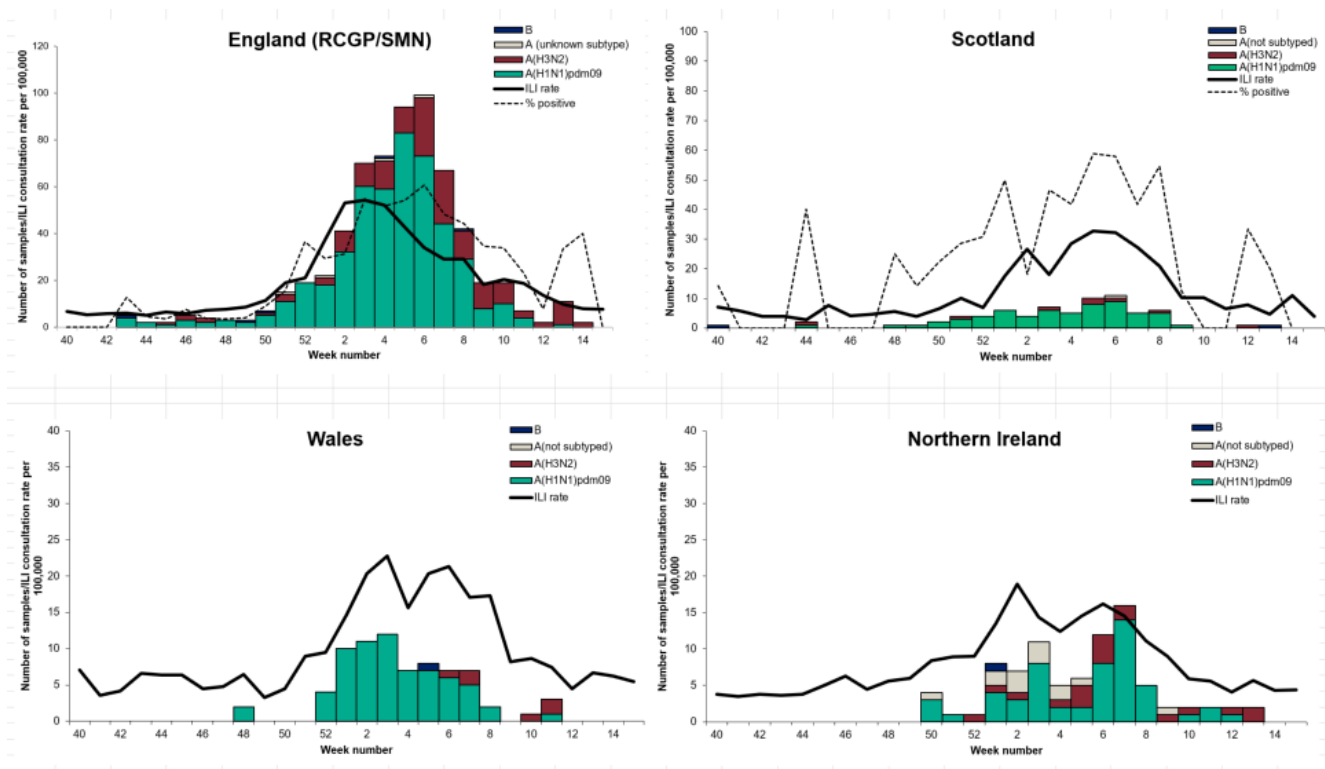 England (RCGP/SMN)
B
A (unknown subtype)
A(H3N2)
A(H1N1)pdm09
ILI rate
% positive
Number of samples/ILI consultation rate per 100,000
120
100
80
60
40
20
0
40 42 44 46 48 50 52 2 4 6 8 10 12 14
Week number
Scotland
B
A(not subtyped)
A(H3N2)
A(H1N1)pdm09
ILI rate
% positive
Number of samples/ILI consultation rate per 100,000
100
90
80
70
60
50
40
30
20
10
0
40 42 44 46 48 50 52 2 4 6 8 10 12 14
Week number
Wales
B
A(not subtyped)
A(H3N2)
A(H1N1)pdm09
ILI rate
Number of samples/ILI consultation rate per
100,000
40
35
30
25
20
15
10
5
0
40 42 44 46 48 50 52 2 4 6 8 10 12 14
Week number
Northern Ireland
B
A(not subtyped)
A(H3N2)
A(H1N1)pdm09
ILI rate
Number of samples/ILI consultation rate per
100,000
40
35
30
25
20
15
10
5
0
40 42 44 46 48 50 52 2 4 6 8 10 12 14
Week number